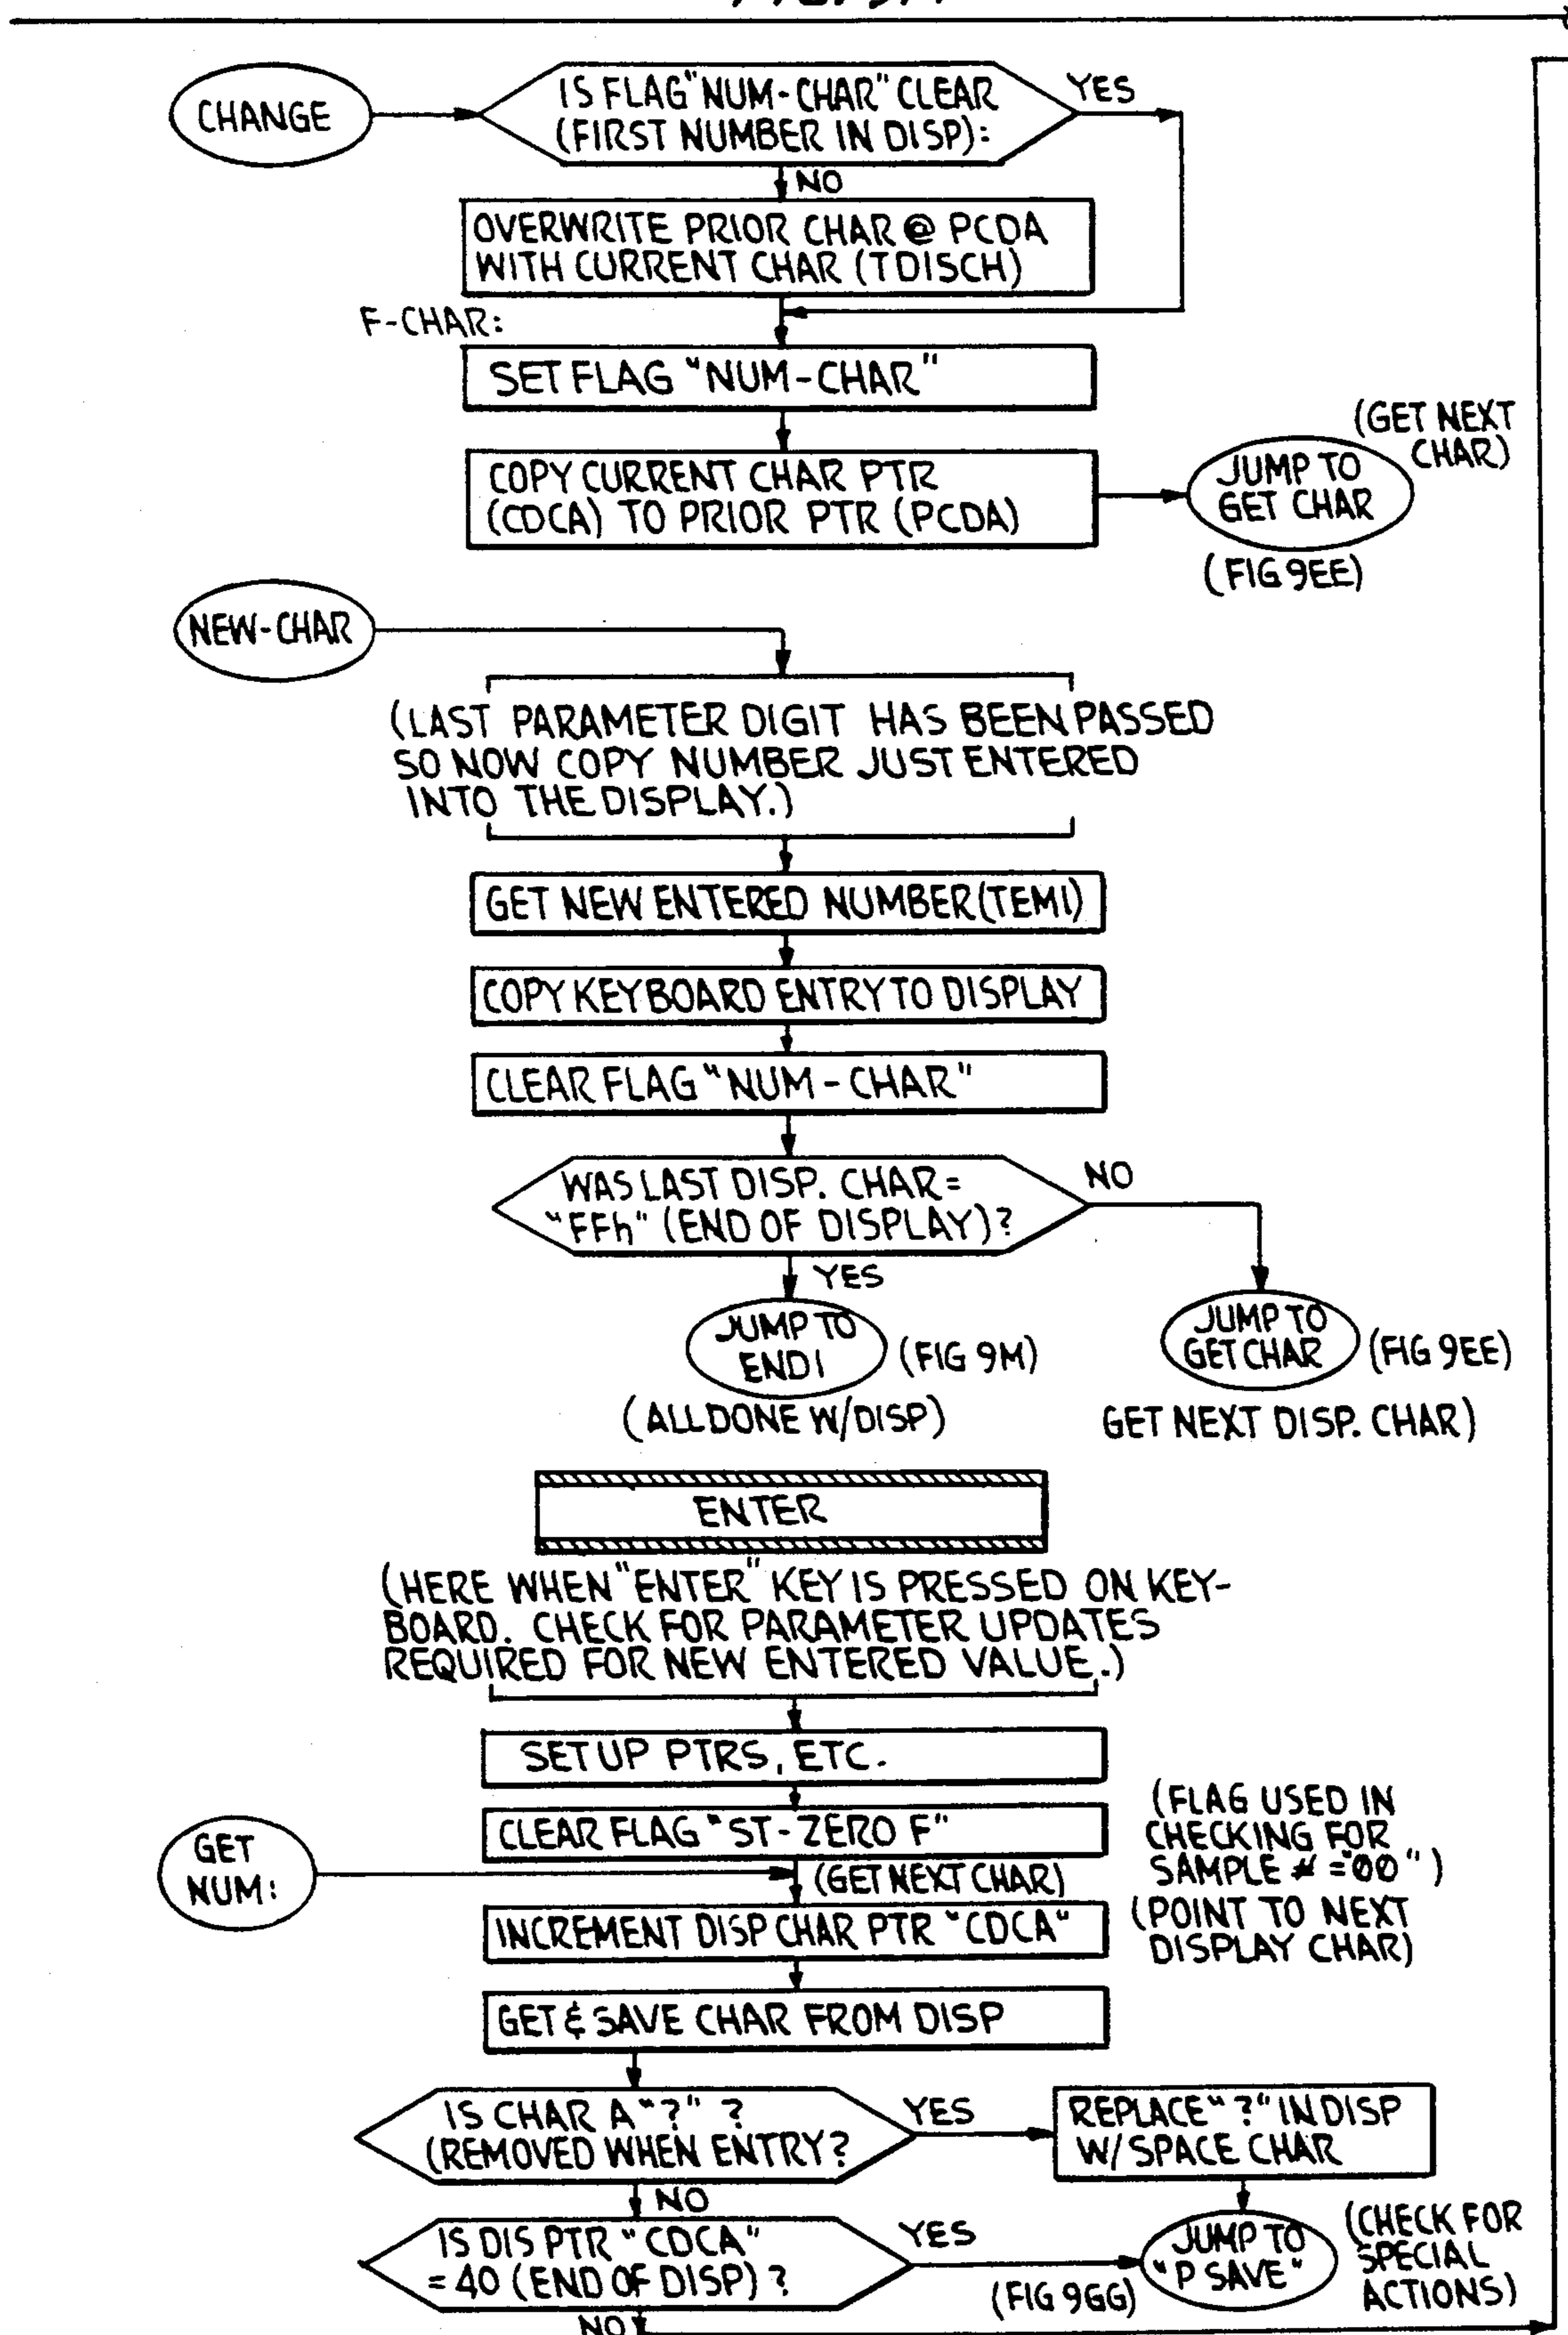 CHANGE
IS FLAG "NUM-CHAR" CLEAR
(FIRST NUMBER IN DISP):
YES
NO
OVERWRITE PRIOR CHAR @ PCDA
WITH CURRENT CHAR (TDISCH)
F-CHAR:
SET FLAG "NUM-CHAR"
COPY CURRENT CHAR PTR
(CDCA) TO PRIOR PTR (PCDA)
(GET NEXT
CHAR)
JUMP TO
GET CHAR
(FIG 9EE)
NEW-CHAR
(LAST PARAMETER DIGIT HAS BEEN PASSED
SO NOW COPY NUMBER JUST ENTERED
INTO THE DISPLAY.)
GET NEW ENTERED NUMBER (TEM1)
COPY KEYBOARD ENTRY TO DISPLAY
CLEAR FLAG "NUM-CHAR"
WAS LAST DISP. CHAR =
"FFh" (END OF DISPLAY)?
NO
YES
JUMP TO
END1
(FIG 9M)
(ALL DONE W/DISP)
JUMP TO
GET CHAR
(FIG 9EE)
GET NEXT DISP. CHAR)
ENTER
(HERE WHEN "ENTER" KEY IS PRESSED ON KEY-
BOARD. CHECK FOR PARAMETER UPDATES
REQUIRED FOR NEW ENTERED VALUE.)
SET UP PTRS, ETC.
CLEAR FLAG "ST-ZERO F"
(FLAG USED IN
CHECKING FOR
SAMPLE # = "00")
GET
NUM:
(GET NEXT CHAR)
INCREMENT DISP CHAR PTR "CDCA"
(POINT TO NEXT
DISPLAY CHAR)
GET & SAVE CHAR FROM DISP
IS CHAR A "?" ?
(REMOVED WHEN ENTRY?
YES
REPLACE "?" IN DISP
W/ SPACE CHAR
NO
IS DIS PTR "CDCA"
= 40 (END OF DISP) ?
YES
(FIG 9GG)
JUMP TO
"P SAVE"
(CHECK FOR
SPECIAL
ACTIONS)
NO